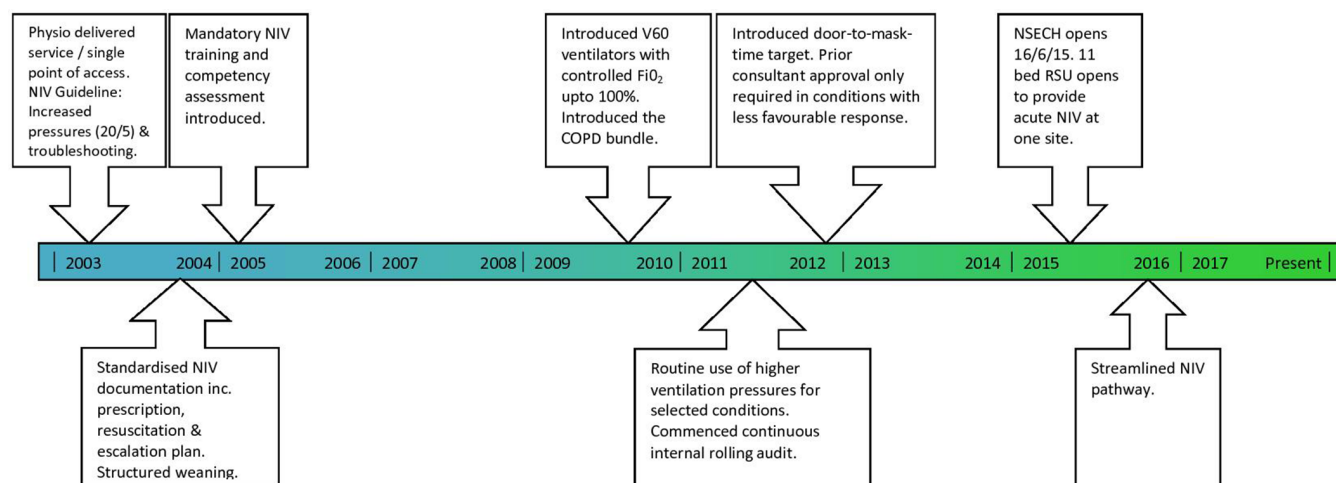 Physio delivered
service / single
point of access.
NIV Guideline:
Increased
pressures (20/5) &
troubleshooting.
Mandatory NIV
training and
competency
assessment
introduced.
Introduced V60
ventilators with
controlled Fi0₂
upto 100%.
Introduced the
COPD bundle.
Introduced door-to-mask-
time target. Prior
consultant approval only
required in conditions with
less favourable response.
NSECH opens
16/6/15. 11
bed RSU opens
to provide
acute NIV at
one site.
| 2003 2004 | 2005 2006 | 2007 2008 | 2009 2010 | 2011 2012 | 2013 2014 | 2015 2016 | 2017 Present |
Standardised NIV
documentation inc.
prescription,
resuscitation &
escalation plan.
Structured weaning.
Routine use of higher
ventilation pressures for
selected conditions.
Commenced continuous
internal rolling audit.
Streamlined NIV
pathway.